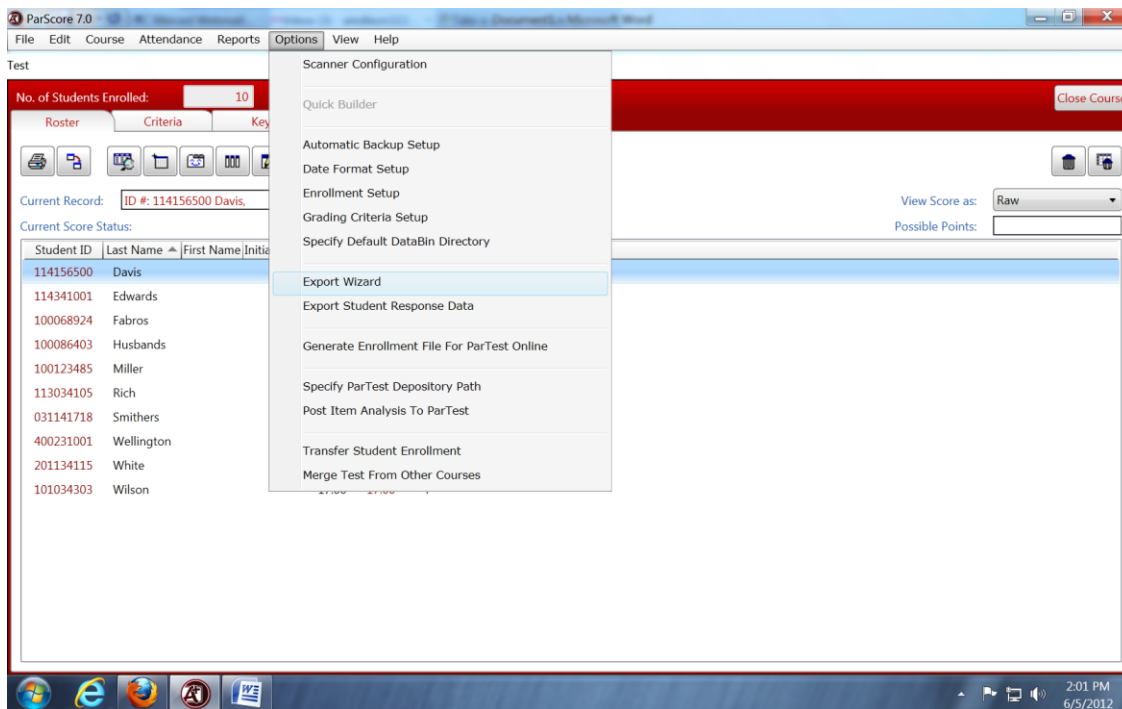 ParScore 7.0
File Edit Course Attendance Reports Options View Help
Test
No. of Students Enrolled: 10
Close Course
Roster Criteria Key
Scanner Configuration
Quick Builder
Automatic Backup Setup
Date Format Setup
Enrollment Setup
Grading Criteria Setup
Specify Default DataBin Directory
Export Wizard
Export Student Response Data
Generate Enrollment File For ParTest Online
Specify ParTest Depository Path
Post Item Analysis To ParTest
Transfer Student Enrollment
Merge Test From Other Courses
Current Record: ID #: 114156500 Davis,
View Score as: Raw
Current Score Status:
Possible Points:
Student ID Last Name First Name Initia
114156500 Davis
114341001 Edwards
100068924 Fabros
100086403 Husbands
100123485 Miller
113034105 Rich
031141718 Smithers
400231001 Wellington
201134115 White
101034303 Wilson
2:01 PM
6/5/2012